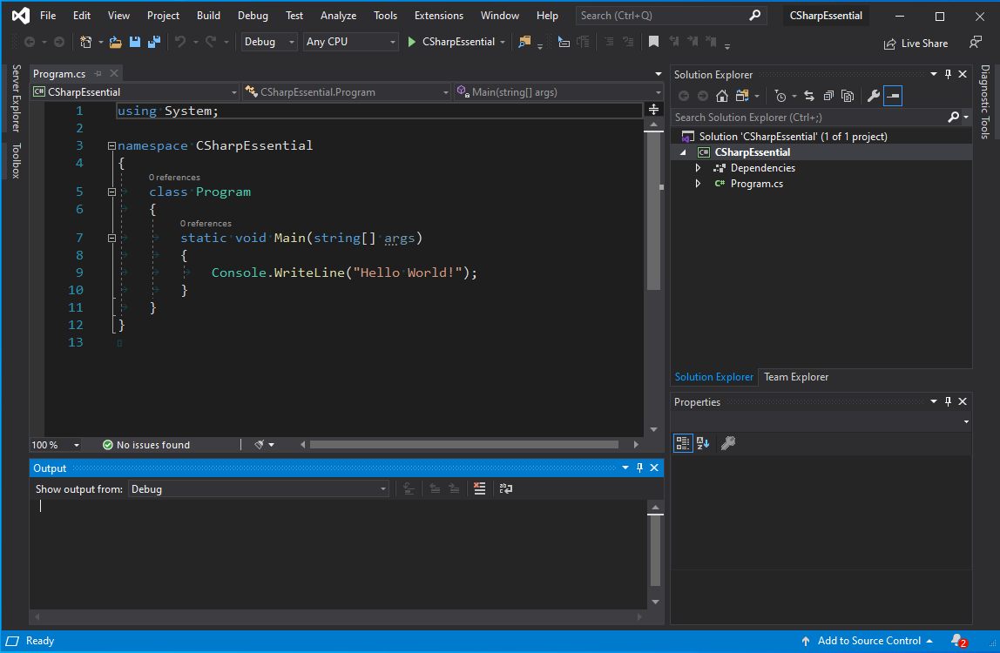 File Edit View Project Build Debug Test Analyze Tools Extensions Window Help Search (Ctrl+Q) CSharpEssential
Debug Any CPU CSharpEssential Live Share
Server Explorer
Toolbox
Program.cs
CSharpEssential CSharpEssential.Program Main(string[] args)
1 using System;
2
3 namespace CSharpEssential
4 {
0 references
5 class Program
6 {
0 references
7 static void Main(string[] args)
8 {
9 Console.WriteLine("Hello World!");
10 }
11 }
12 }
13
100 % No issues found
Output
Show output from: Debug
Solution Explorer
Search Solution Explorer (Ctrl+;)
Solution 'CSharpEssential' (1 of 1 project)
C# CSharpEssential
Dependencies
C# Program.cs
Solution Explorer Team Explorer
Properties
Diagnostic Tools
Ready Add to Source Control 2